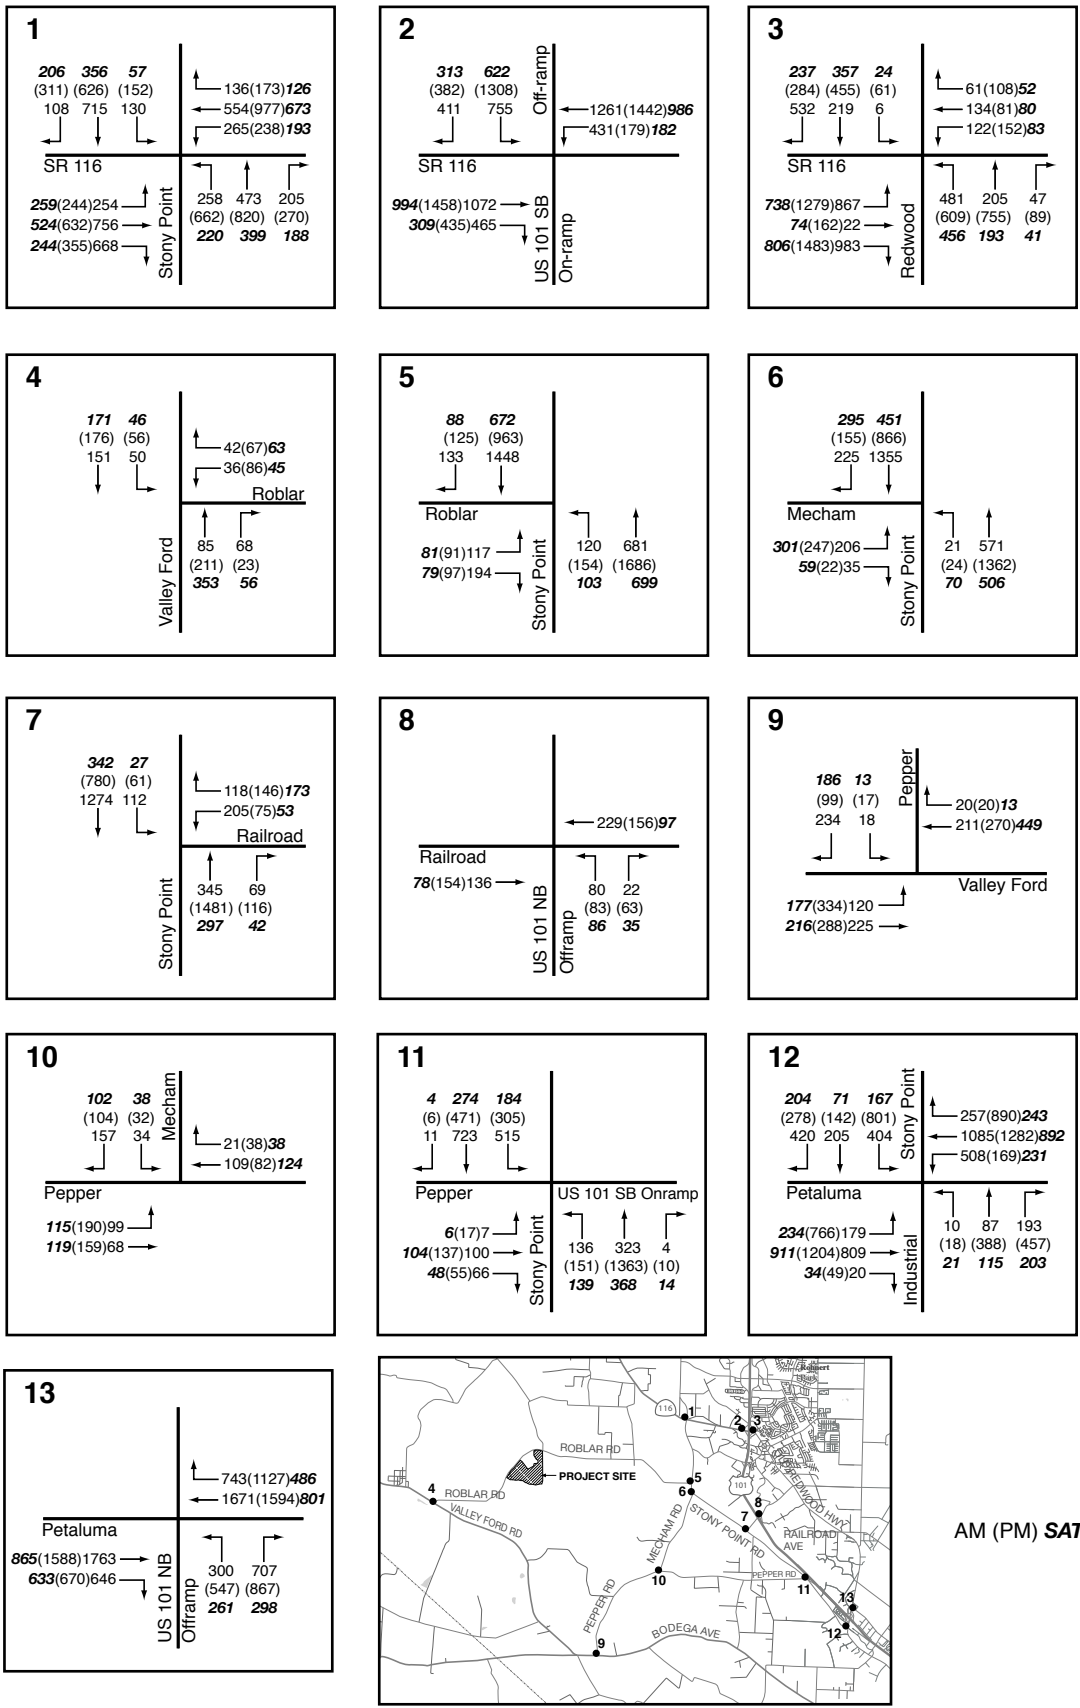 1
206 356 57
(311) (626) (152)
108 715 130
136(173)126
554(977)673
265(238)193
SR 116
Stony Point
259(244)254
524(632)756
244(355)668
258 473 205
(662) (820) (270)
220 399 188
2
313 622
(382) (1308)
411 755
Off-ramp
1261(1442)986
431(179)182
SR 116
994(1458)1072
309(435)465
US 101 SB
On-ramp
3
237 357 24
(284) (455) (61)
532 219 6
61(108)52
134(81)80
122(152)83
SR 116
738(1279)867
74(162)22
806(1483)983
Redwood
481 205 47
(609) (755) (89)
456 193 41
4
171 46
(176) (56)
151 50
42(67)63
36(86)45
Roblar
Valley Ford
85 68
(211) (23)
353 56
5
88 672
(125) (963)
133 1448
Roblar
81(91)117
79(97)194
Stony Point
120 681
(154) (1686)
103 699
6
295 451
(155) (866)
225 1355
Mecham
301(247)206
59(22)35
Stony Point
21 571
(24) (1362)
70 506
7
342 27
(780) (61)
1274 112
118(146)173
205(75)53
Railroad
Stony Point
345 69
(1481) (116)
297 42
8
229(156)97
Railroad
78(154)136
US 101 NB
Offramp
80 22
(83) (63)
86 35
9
186 13
(99) (17)
234 18
Pepper
20(20)13
211(270)449
Valley Ford
177(334)120
216(288)225
10
102 38
(104) (32)
157 34
Mecham
21(38)38
109(82)124
Pepper
115(190)99
119(159)68
11
4 274 184
(6) (471) (305)
11 723 515
Pepper
US 101 SB Onramp
6(17)7
104(137)100
48(55)66
Stony Point
136 323 4
(151) (1363) (10)
139 368 14
12
204 71 167
(278) (142) (801)
420 205 404
Stony Point
257(890)243
1085(1282)892
508(169)231
Petaluma
234(766)179
911(1204)809
34(49)20
Industrial
10 87 193
(18) (388) (457)
21 115 203
13
743(1127)486
1671(1594)801
Petaluma
865(1588)1763
633(670)646
US 101 NB
Offramp
300 707
(547) (867)
261 298
Rohnert
Park
116
1
2
3
ROBLAR RD
PROJECT SITE
101
5
6
4
ROBLAR RD
VALLEY FORD RD
OLD REDWOOD HWY
8
7
STONY POINT RD
RAILROAD
AVE
MECHAM RD
10
PEPPER RD
11
PEPPER RD
13
12
BODEGA AVE
9
AM (PM) SAT